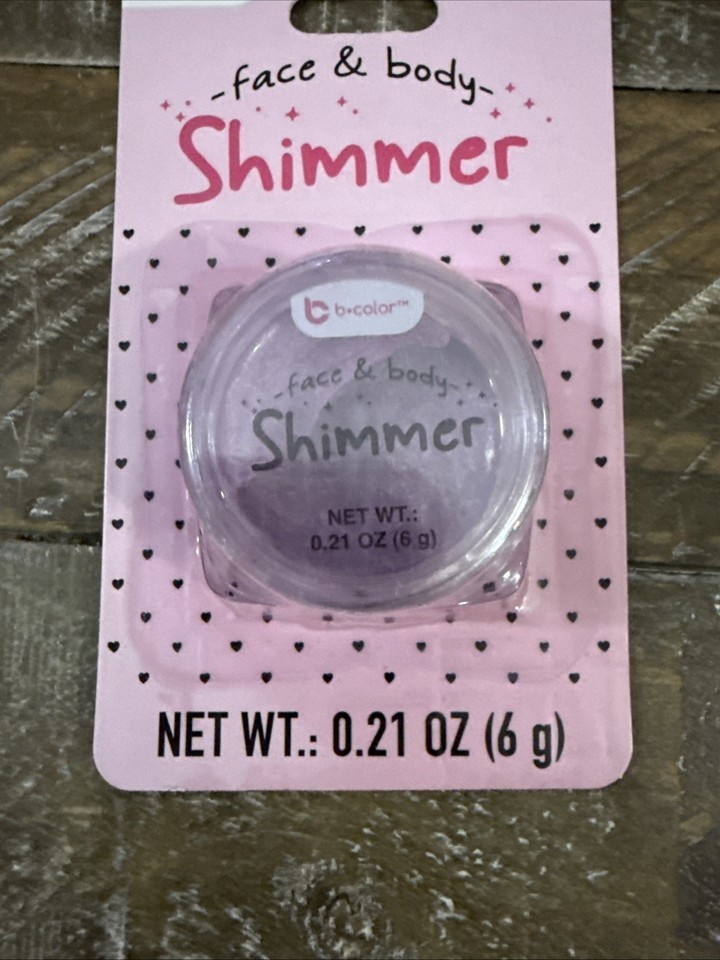 -face & body-
Shimmer
b•color™
-face & body-
Shimmer
NET WT.:
0.21 OZ (6 g)
NET WT.: 0.21 OZ (6 g)